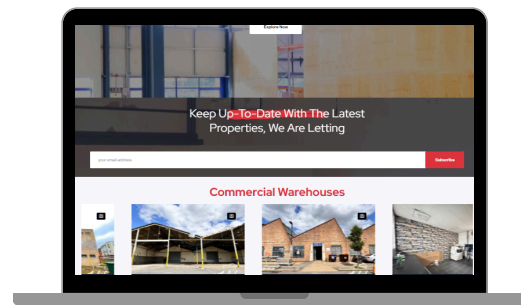 Explore Now
Keep Up-To-Date With The Latest
Properties, We Are Letting
your email address
Subscribe
Commercial Warehouses